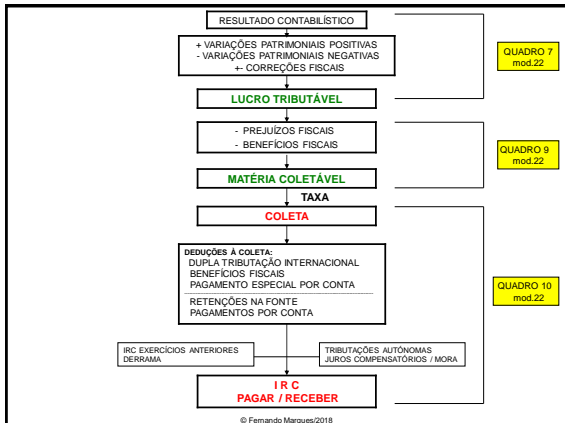 RESULTADO CONTABILÍSTICO
+ VARIAÇÕES PATRIMONIAIS POSITIVAS
- VARIAÇÕES PATRIMONIAIS NEGATIVAS
+- CORREÇÕES FISCAIS
QUADRO 7
mod.22
LUCRO TRIBUTÁVEL
- PREJUÍZOS FISCAIS
- BENEFÍCIOS FISCAIS
QUADRO 9
mod.22
MATÉRIA COLETÁVEL
TAXA
COLETA
DEDUÇÕES À COLETA:
DUPLA TRIBUTAÇÃO INTERNACIONAL
BENEFÍCIOS FISCAIS
PAGAMENTO ESPECIAL POR CONTA
RETENÇÕES NA FONTE
PAGAMENTOS POR CONTA
QUADRO 10
mod.22
IRC EXERCÍCIOS ANTERIORES
DERRAMA
TRIBUTAÇÕES AUTÓNOMAS
JUROS COMPENSATÓRIOS / MORA
I R C
PAGAR / RECEBER
© Fernando Marques/2018